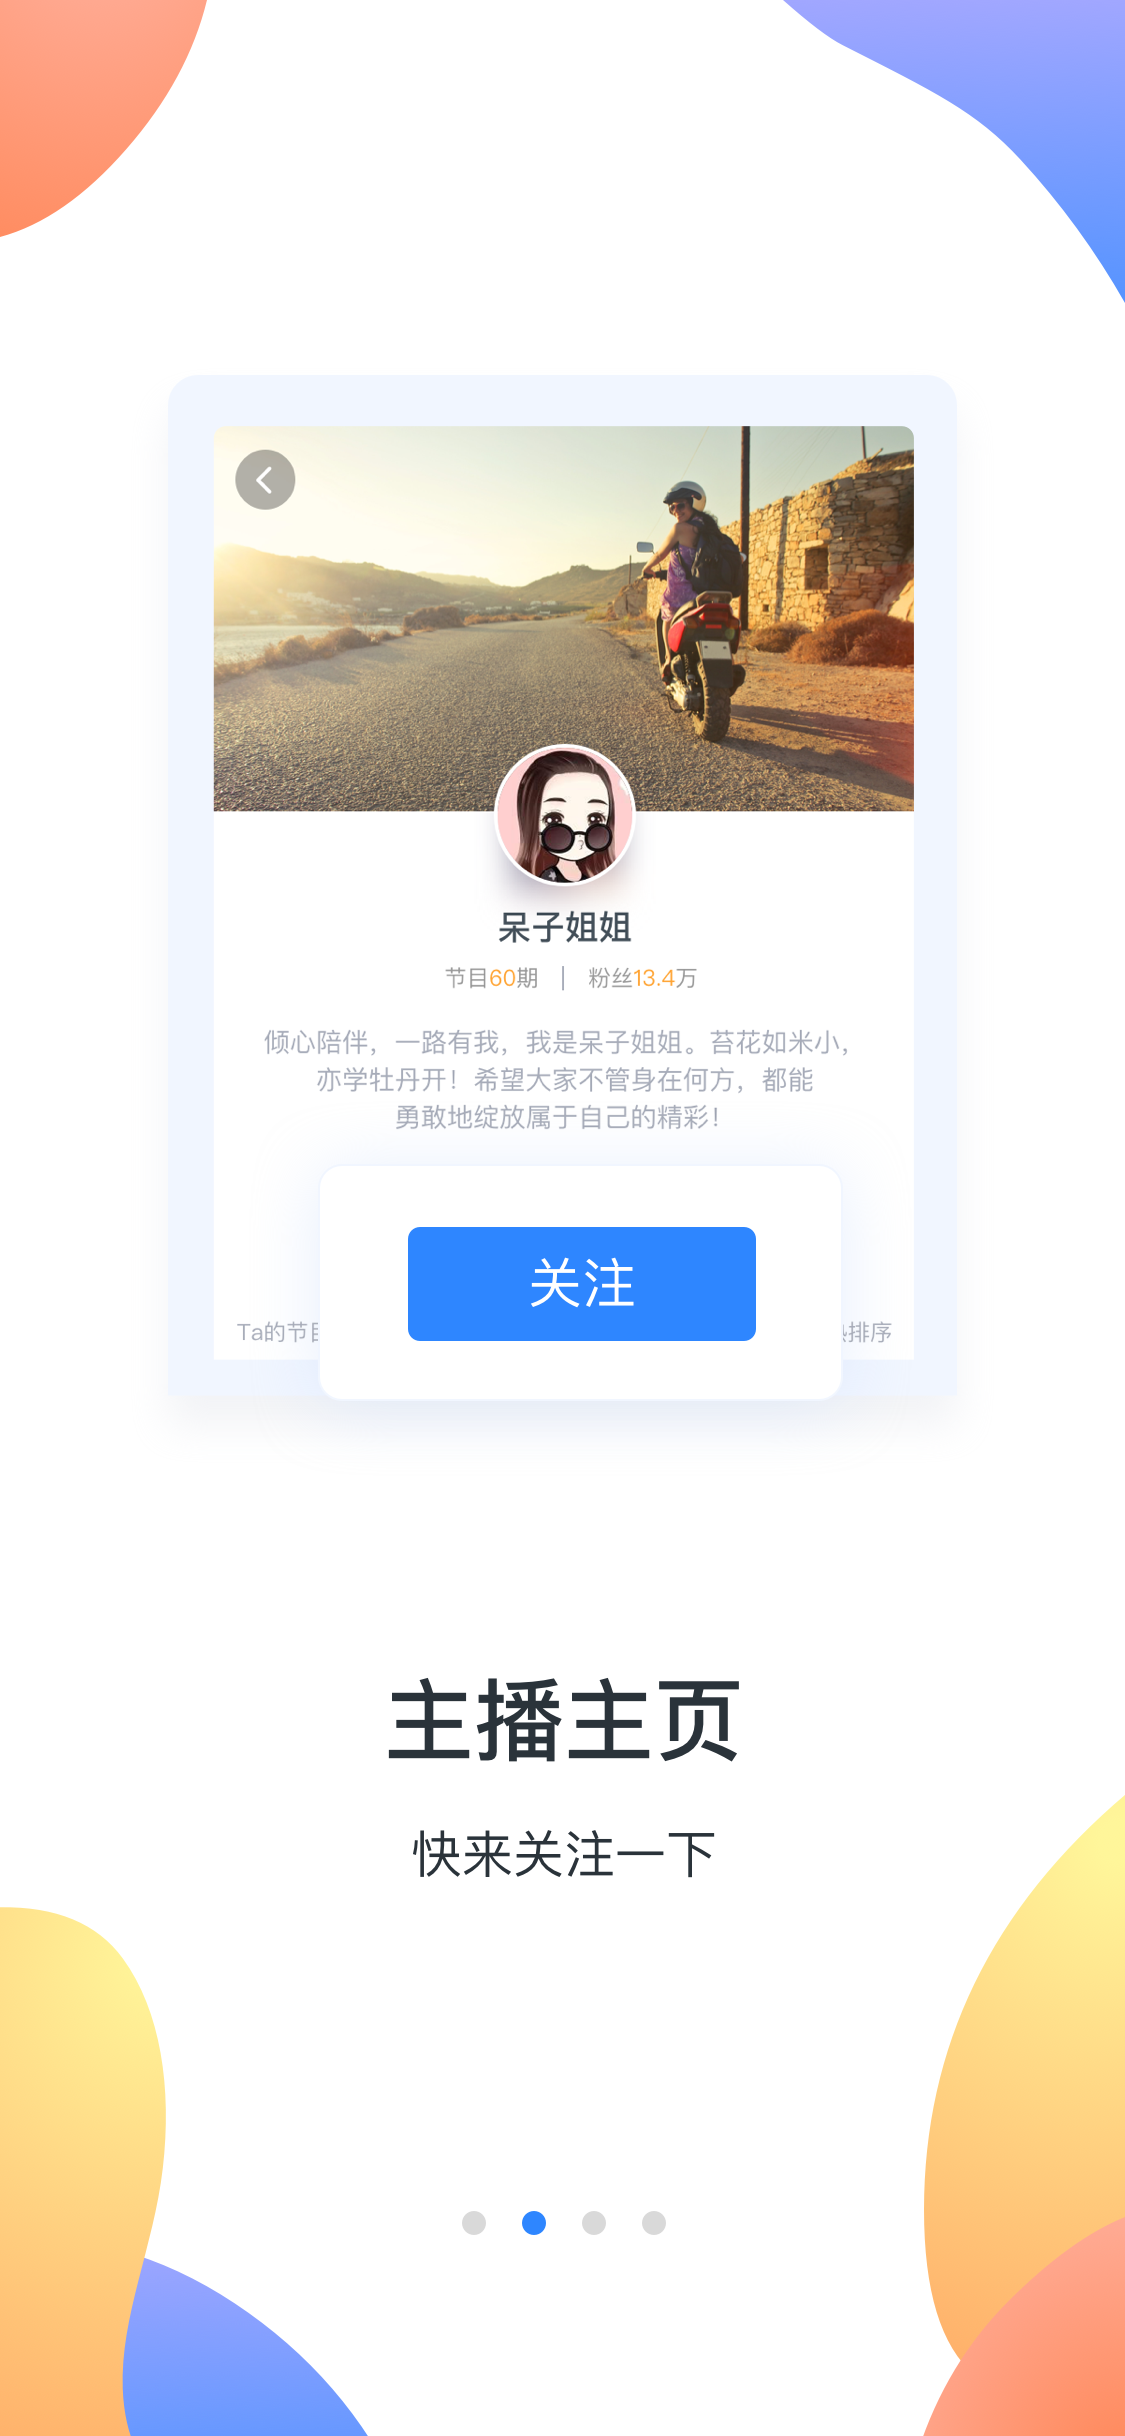 呆子姐姐
节目60期 | 粉丝13.4万
倾心陪伴，一路有我，我是呆子姐姐。苔花如米小，
亦学牡丹开！希望大家不管身在何方，都能
勇敢地绽放属于自己的精彩！
关注
Ta的节目
排序
主播主页
快来关注一下